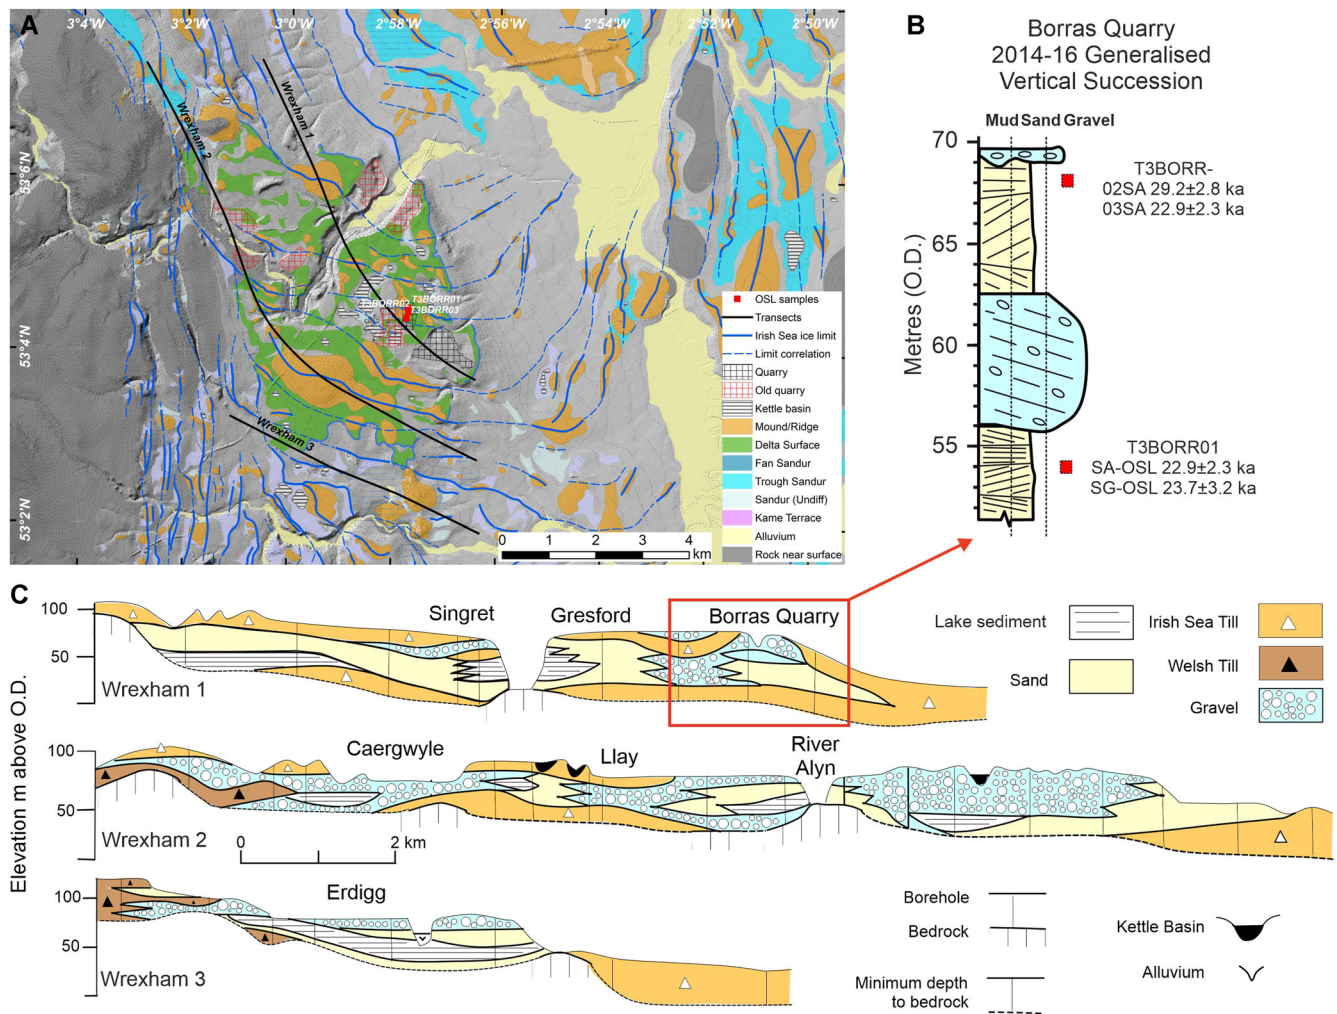 A
3°4'W
3°2'W
3°0'W
2°58'W
2°56'W
2°54'W
2°52'W
2°50'W
53°6'N
53°4'N
53°2'N
Wrexham 1
Wrexham 2
Wrexham 3
T3BORR02
T3BORR01
T3BORR03
OSL samples
Transects
Irish Sea ice limit
Limit correlation
Quarry
Old quarry
Kettle basin
Mound/Ridge
Delta Surface
Fan Sandur
Trough Sandur
Sandur (Undiff)
Kame Terrace
Alluvium
Rock near surface
0 1 2 3 4
km
B
Borras Quarry
2014-16 Generalised
Vertical Succession
Mud Sand Gravel
70
65
60
55
Metres (O.D.)
T3BORR-
02SA 29.2±2.8 ka
03SA 22.9±2.3 ka
T3BORR01
SA-OSL 22.9±2.3 ka
SG-OSL 23.7±3.2 ka
C
Elevation m above O.D.
100
50
0
Singret
Gresford
Borras Quarry
Wrexham 1
100
50
0
Caergwyle
Llay
River
Alyn
Wrexham 2
0 2 km
100
50
0
Erdigg
Wrexham 3
Lake sediment
Sand
Irish Sea Till
Welsh Till
Gravel
Borehole
Bedrock
Minimum depth
to bedrock
Kettle Basin
Alluvium